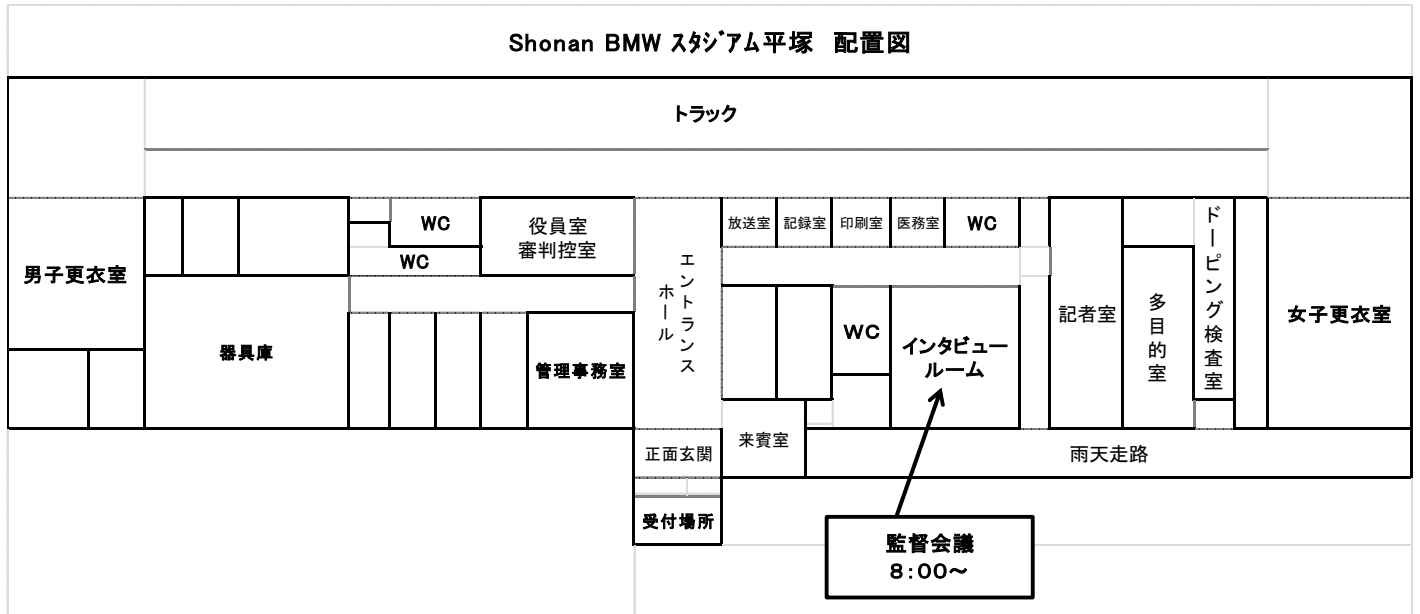 Shonan BMW スタジアム平塚 配置図
トラック
男子更衣室
器具庫
WC
WC
役員室
審判控室
管理事務室
エントランス
ホール
正面玄関
受付場所
放送室
記録室
印刷室
医務室
WC
WC
インタビュー
ルーム
来賓室
記者室
多目的室
ドーピング検査室
女子更衣室
雨天走路
監督会議
8:00～